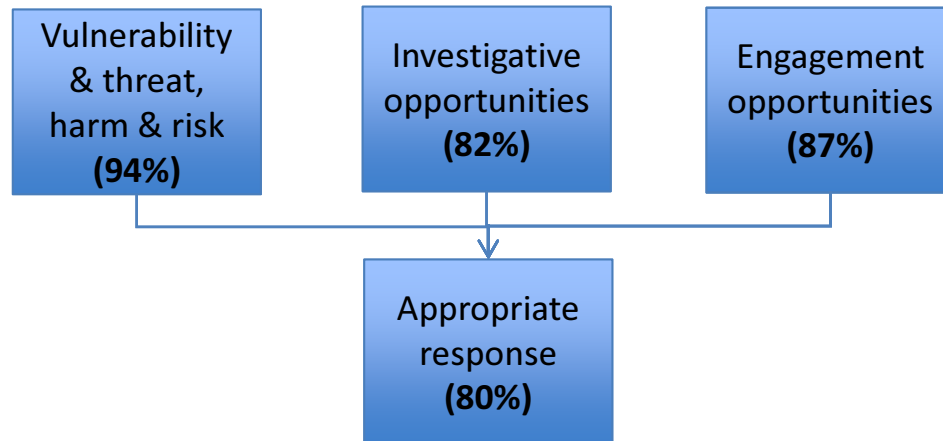 Vulnerability
& threat,
harm & risk
(94%)
Investigative
opportunities
(82%)
Engagement
opportunities
(87%)
Appropriate
response
(80%)